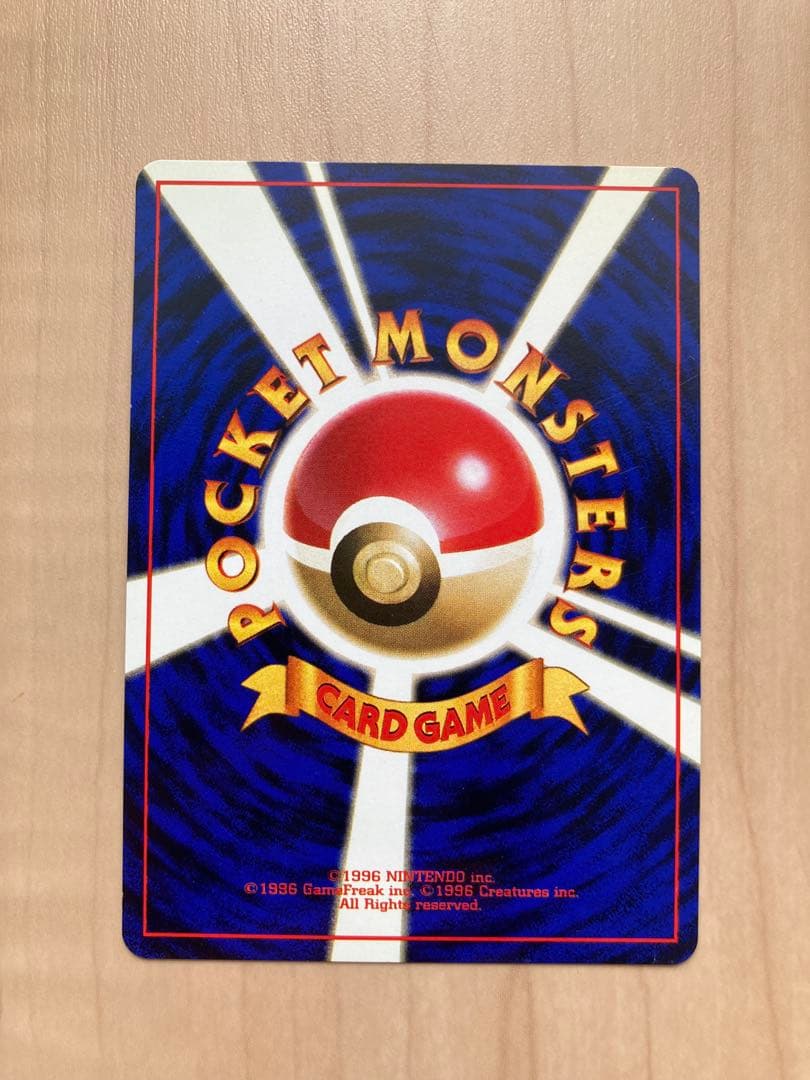 POCKET MONSTERS
CARD GAME
©1996 NINTENDO inc.
©1996 GameFreak inc. ©1996 Creatures inc.
All Rights reserved.